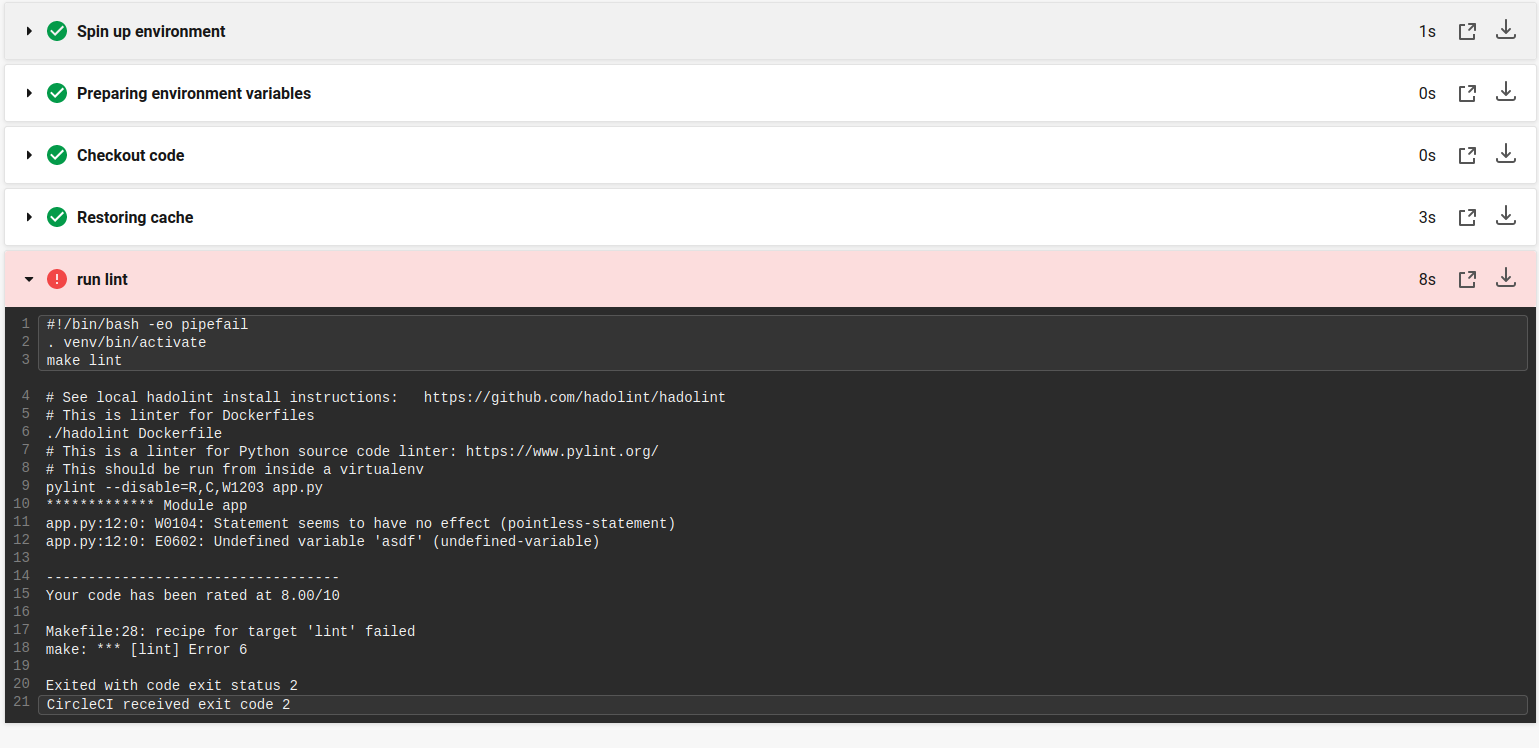 Spin up environment 1s
Preparing environment variables 0s
Checkout code 0s
Restoring cache 3s
run lint 8s
1 #!/bin/bash -eo pipefail
2 . venv/bin/activate
3 make lint
4 # See local hadolint install instructions:   https://github.com/hadolint/hadolint
5 # This is linter for Dockerfiles
6 ./hadolint Dockerfile
7 # This is a linter for Python source code linter: https://www.pylint.org/
8 # This should be run from inside a virtualenv
9 pylint --disable=R,C,W1203 app.py
10 ************* Module app
11 app.py:12:0: W0104: Statement seems to have no effect (pointless-statement)
12 app.py:12:0: E0602: Undefined variable 'asdf' (undefined-variable)
13
14 -----------------------------------
15 Your code has been rated at 8.00/10
16
17 Makefile:28: recipe for target 'lint' failed
18 make: *** [lint] Error 6
19
20 Exited with code exit status 2
21 CircleCI received exit code 2